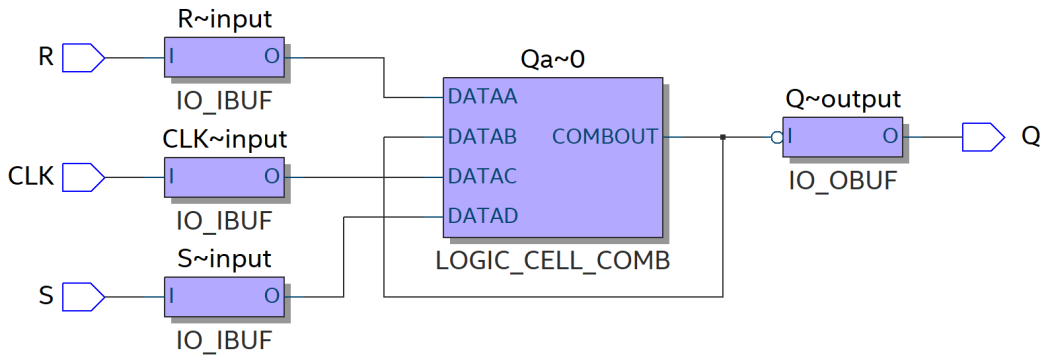 R~input
R
I
O
IO_IBUF
CLK~input
CLK
I
O
IO_IBUF
S~input
S
I
O
IO_IBUF
Qa~0
DATAA
DATAB
COMBOUT
DATAC
DATAD
LOGIC_CELL_COMB
Q~output
I
O
Q
IO_OBUF